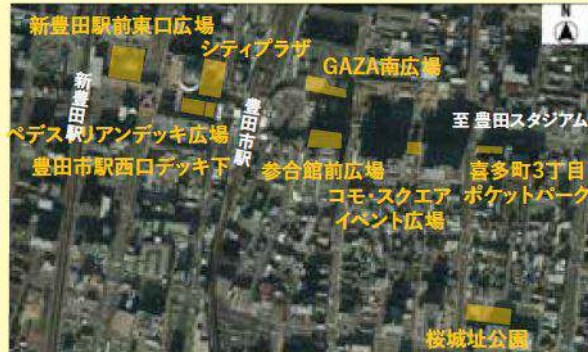 N
新豊田駅前東口広場
シティプラザ
GAZA南広場
新豊田駅
豊田市駅
至 豊田スタジアム
ペデストリアンデッキ広場
豊田市駅西口デッキ下
参合館前広場
コモ・スクエア
イベント広場
喜多町3丁目
ポケットパーク
桜城址公園